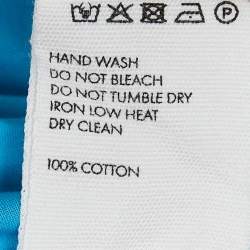 HAND WASH
DO NOT BLEACH
DO NOT TUMBLE DRY
IRON LOW HEAT
DRY CLEAN
100% COTTON